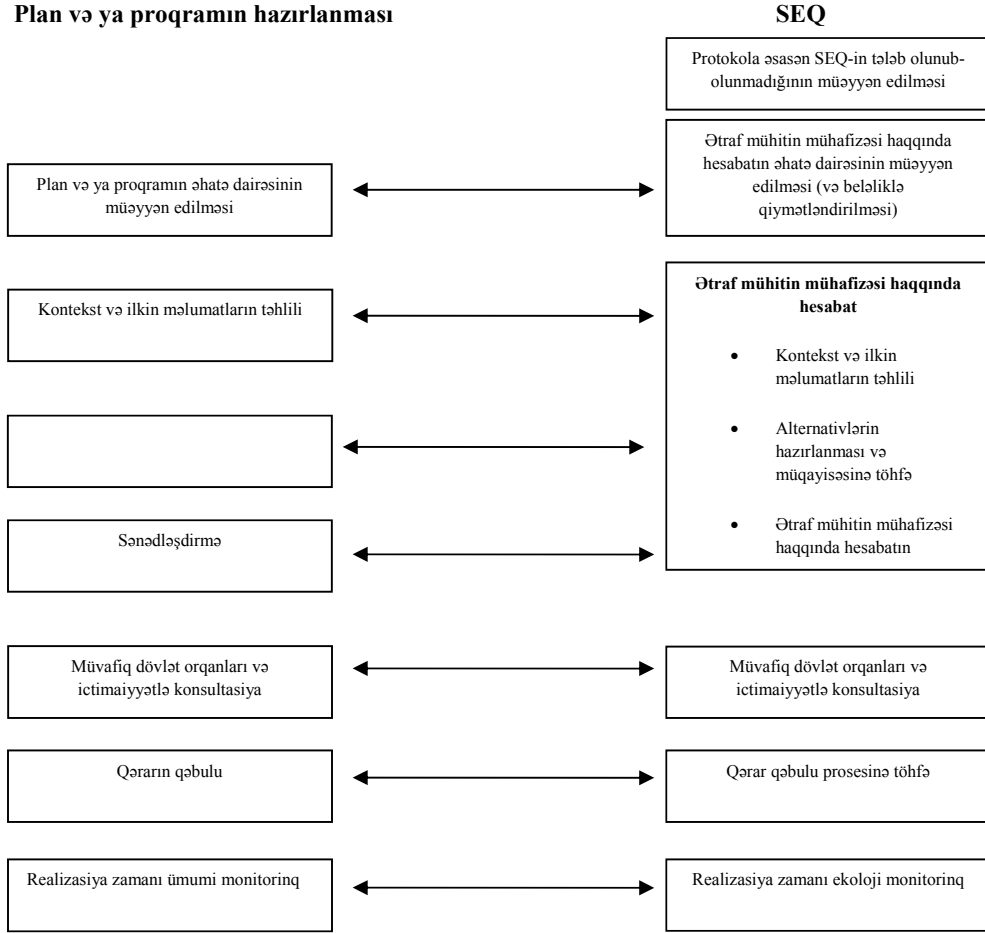 Plan və ya proqramın hazırlanması
SEQ
Protokola əsasən SEQ-in tələb olunub-
olunmadığının müəyyən edilməsi
Plan və ya proqramın əhatə dairəsinin
müəyyən edilməsi
Ətraf mühitin mühafizəsi haqqında
hesabatın əhatə dairəsinin müəyyən
edilməsi (və beləliklə
qiymətləndirilməsi)
Kontekst və ilkin məlumatların təhlili
Ətraf mühitin mühafizəsi haqqında
hesabat
• Kontekst və ilkin
məlumatların təhlili
• Alternativlərin
hazırlanması və
müqayisəsinə töhfə
• Ətraf mühitin mühafizəsi
haqqında hesabatın
Sənədləşdirmə
Müvafiq dövlət orqanları və
ictimaiyyətlə konsultasiya
Müvafiq dövlət orqanları və
ictimaiyyətlə konsultasiya
Qərarın qəbulu
Qərar qəbulu prosesinə töhfə
Realizasiya zamanı ümumi monitorinq
Realizasiya zamanı ekoloji monitorinq